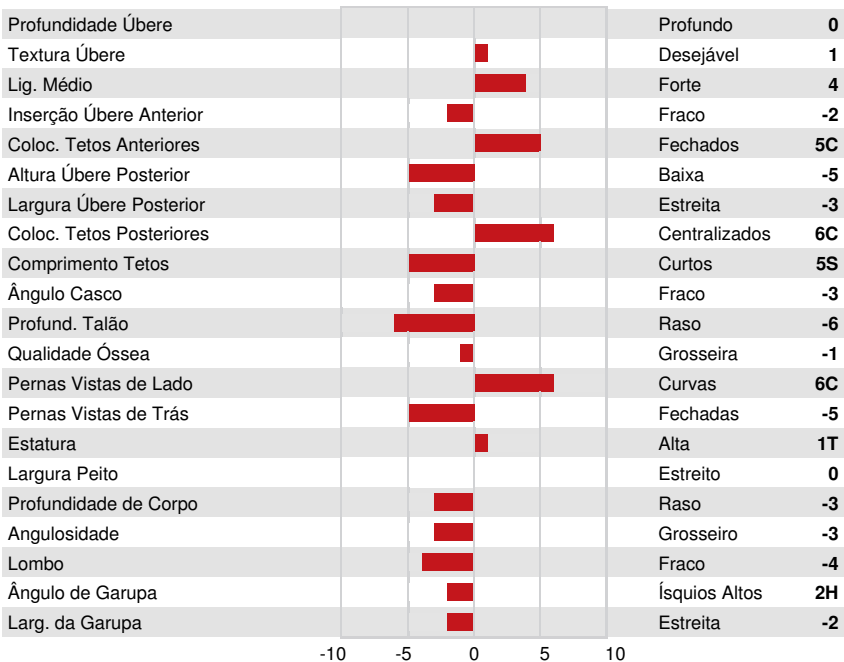 Profundidade Úbere Profundo 0
Textura Úbere Desejável 1
Lig. Médio Forte 4
Inserção Úbere Anterior Fraco -2
Coloc. Tetos Anteriores Fechados 5C
Altura Úbere Posterior Baixa -5
Largura Úbere Posterior Estreita -3
Coloc. Tetos Posteriores Centralizados 6C
Comprimento Tetos Curtos 5S
Ângulo Casco Fraco -3
Profund. Talão Raso -6
Qualidade Óssea Grosseira -1
Pernas Vistas de Lado Curvas 6C
Pernas Vistas de Trás Fechadas -5
Estatura Alta 1T
Largura Peito Estreito 0
Profundidade de Corpo Raso -3
Angulosidade Grosseiro -3
Lombo Fraco -4
Ângulo de Garupa Ísquios Altos 2H
Larg. da Garupa Estreita -2
-10 -5 0 5 10